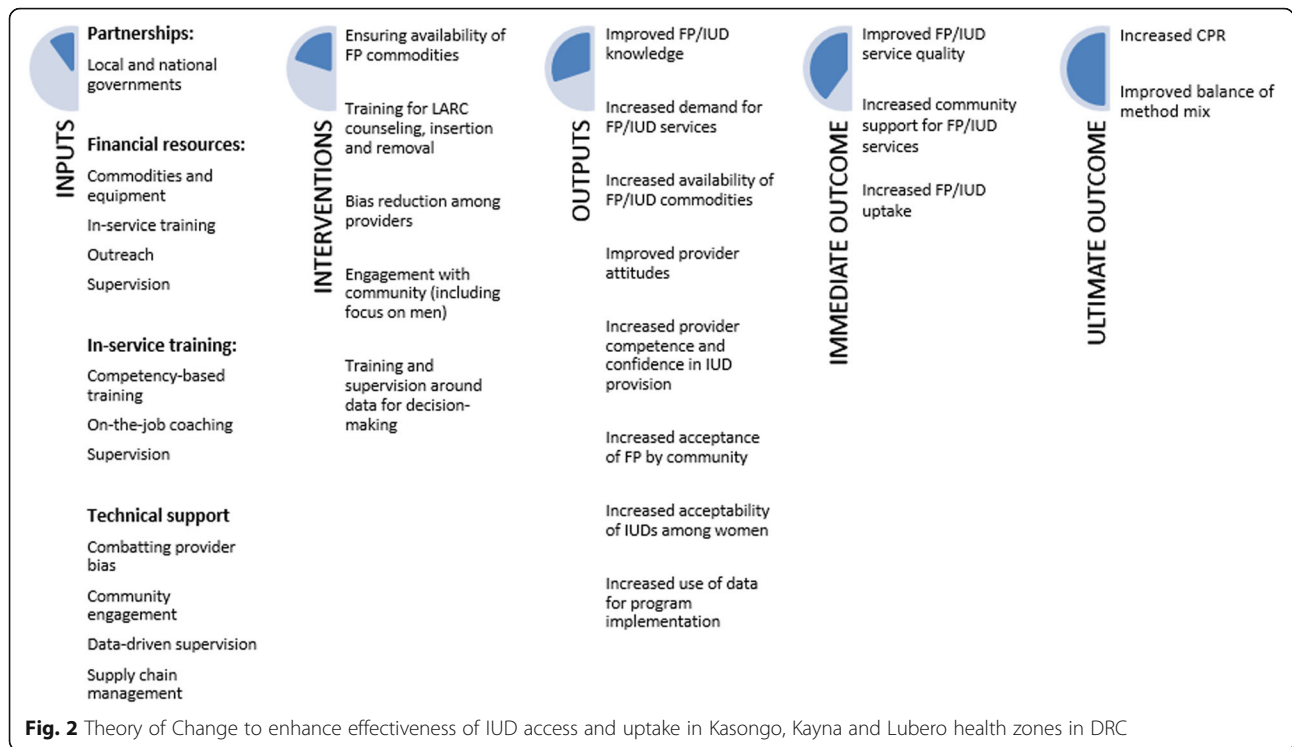 INPUTS
Partnerships:
Local and national
governments
Financial resources:
Commodities and
equipment
In-service training
Outreach
Supervision
In-service training:
Competency-based
training
On-the-job coaching
Supervision
Technical support
Combatting provider
bias
Community
engagement
Data-driven supervision
Supply chain
management
INTERVENTIONS
Ensuring availability of
FP commodities
Training for LARC
counseling, insertion
and removal
Bias reduction among
providers
Engagement with
community (including
focus on men)
Training and
supervision around
data for decision-
making
OUTPUTS
Improved FP/IUD
knowledge
Increased demand for
FP/IUD services
Increased availability of
FP/IUD commodities
Improved provider
attitudes
Increased provider
competence and
confidence in IUD
provision
Increased acceptance
of FP by community
Increased acceptability
of IUDs among women
Increased use of data
for program
implementation
IMMEDIATE OUTCOME
Improved FP/IUD
service quality
Increased community
support for FP/IUD
services
Increased FP/IUD
uptake
ULTIMATE OUTCOME
Increased CPR
Improved balance of
method mix
Fig. 2 Theory of Change to enhance effectiveness of IUD access and uptake in Kasongo, Kayna and Lubero health zones in DRC